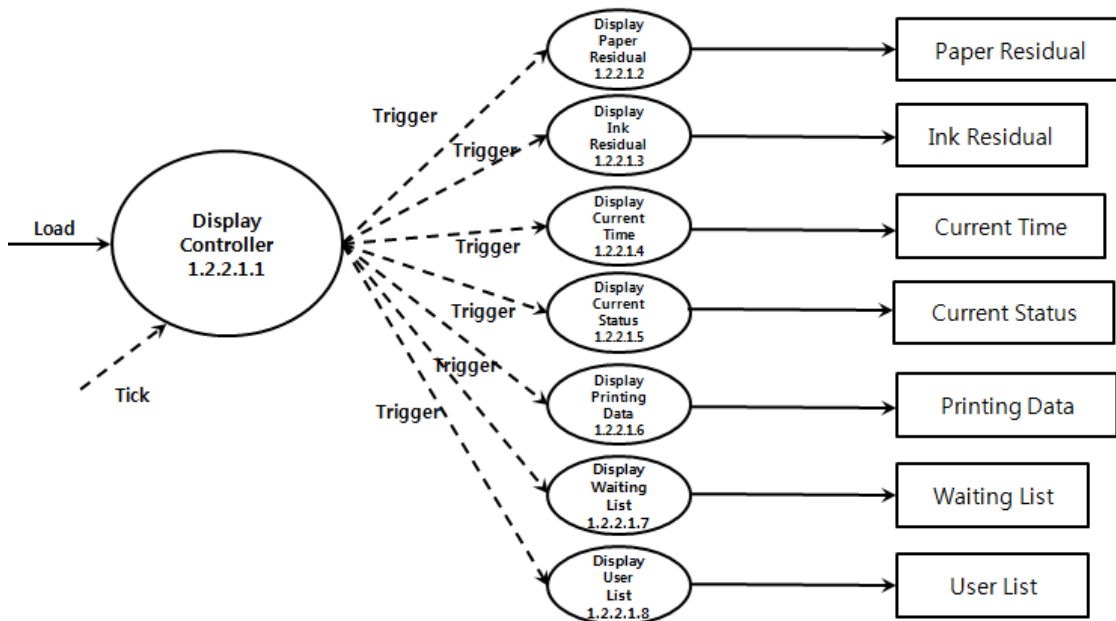 Display
Paper
Residual
1.2.2.1.2
Paper Residual
Trigger
Display
Ink
Residual
1.2.2.1.3
Ink Residual
Trigger
Load
Display
Controller
1.2.2.1.1
Display
Current
Time
1.2.2.1.4
Current Time
Trigger
Display
Current
Status
1.2.2.1.5
Current Status
Trigger
Tick
Trigger
Display
Printing
Data
1.2.2.1.6
Printing Data
Trigger
Display
Waiting
List
1.2.2.1.7
Waiting List
Display
User
List
1.2.2.1.8
User List